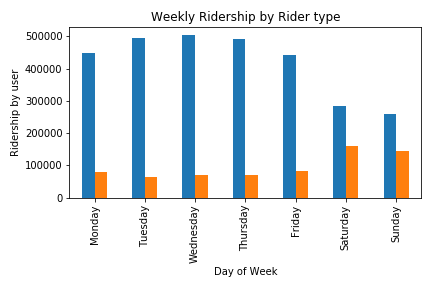 Weekly Ridership by Rider type
Ridership by user
500000
400000
300000
200000
100000
0
Monday
Tuesday
Wednesday
Thursday
Friday
Saturday
Sunday
Day of Week